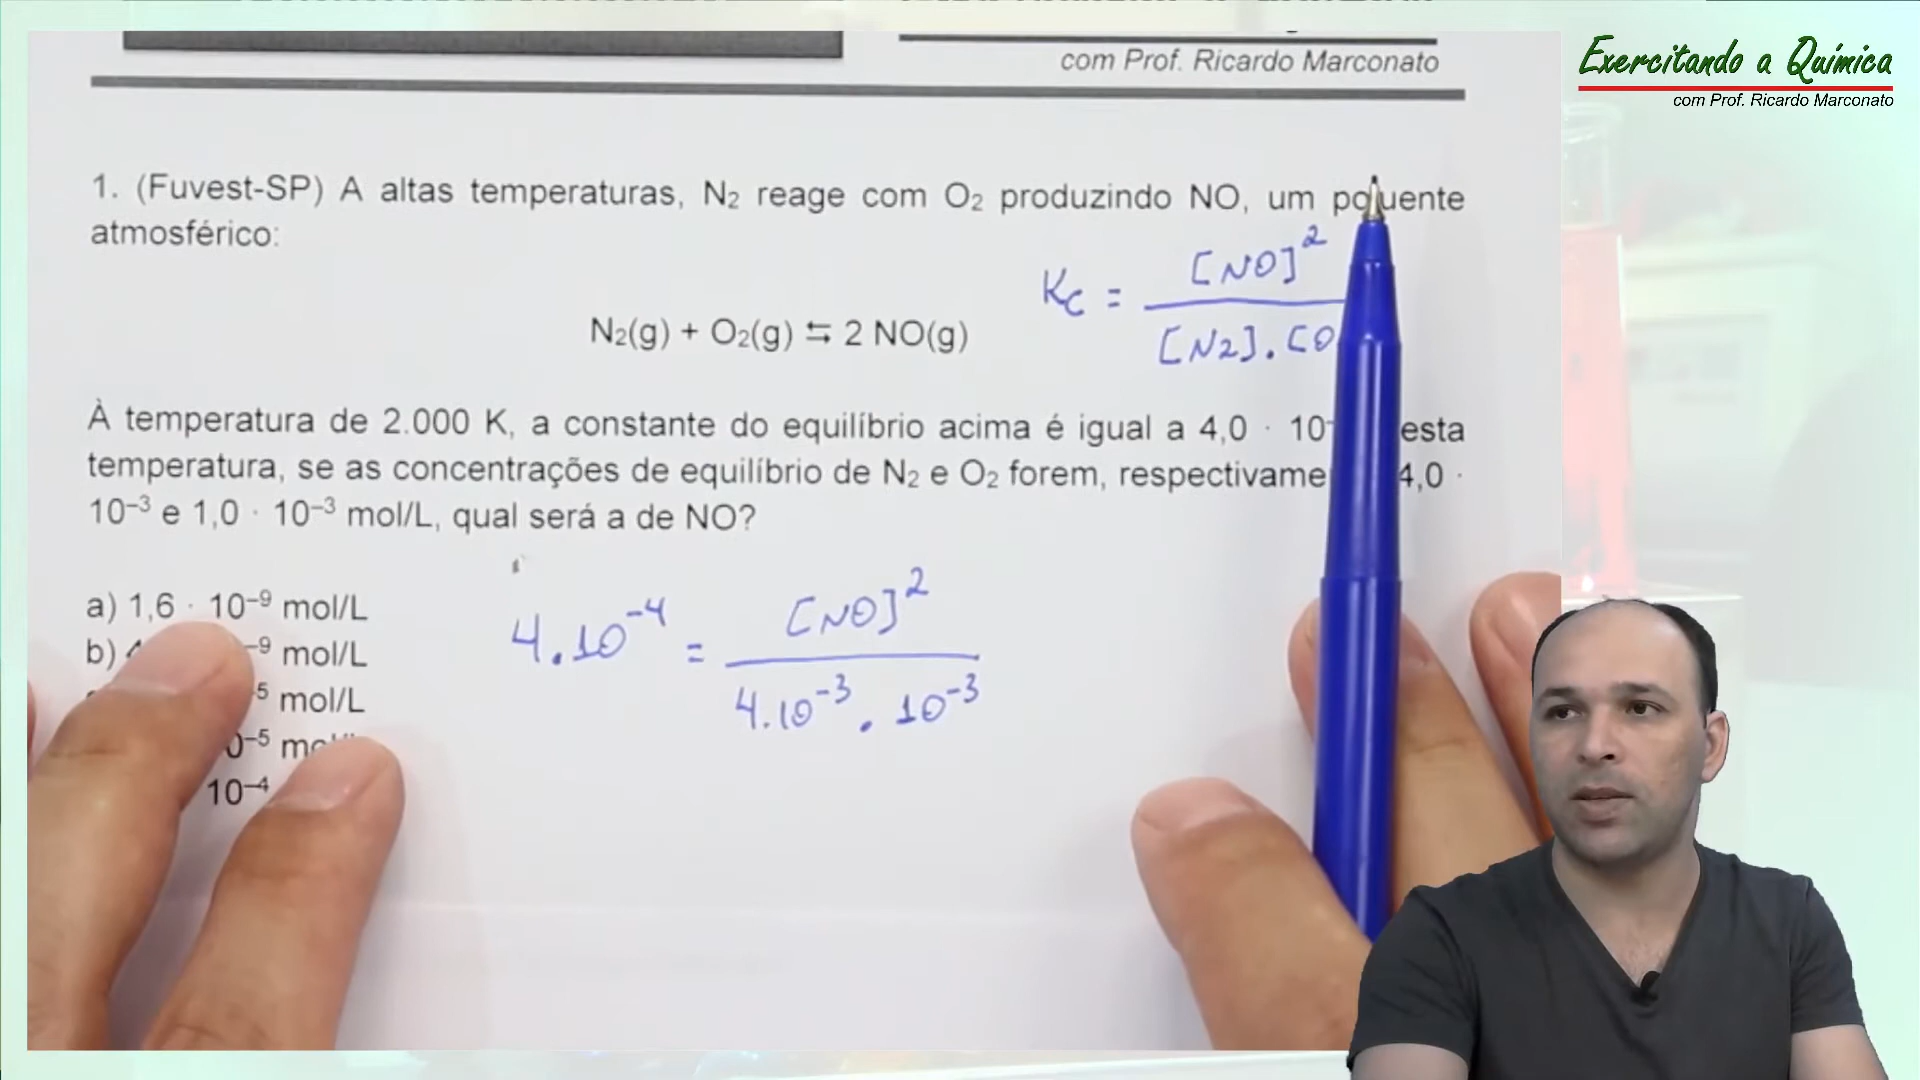 com Prof. Ricardo Marconato
Exercitando a Química
com Prof. Ricardo Marconato
1. (Fuvest-SP) A altas temperaturas, N₂ reage com O₂ produzindo NO, um
atmosférico:
Kc = [NO]² / [N₂] .
N₂(g) + O₂(g) ⇆ 2 NO(g)
À temperatura de 2.000 K, a constante do equilíbrio acima é igual a 4,0 · 10 esta
temperatura, se as concentrações de equilíbrio de N₂ e O₂ forem, 4,0 ·
10⁻³ e 1,0 · 10⁻³ mol/L, qual será a de NO?
a) 1,6 · 10⁻⁹ mol/L
b) ⁻⁹ mol/L
⁻⁵ mol/L
⁻⁵
10⁻⁴
4.10⁻⁴ = [NO]² / 4.10⁻³ . 10⁻³